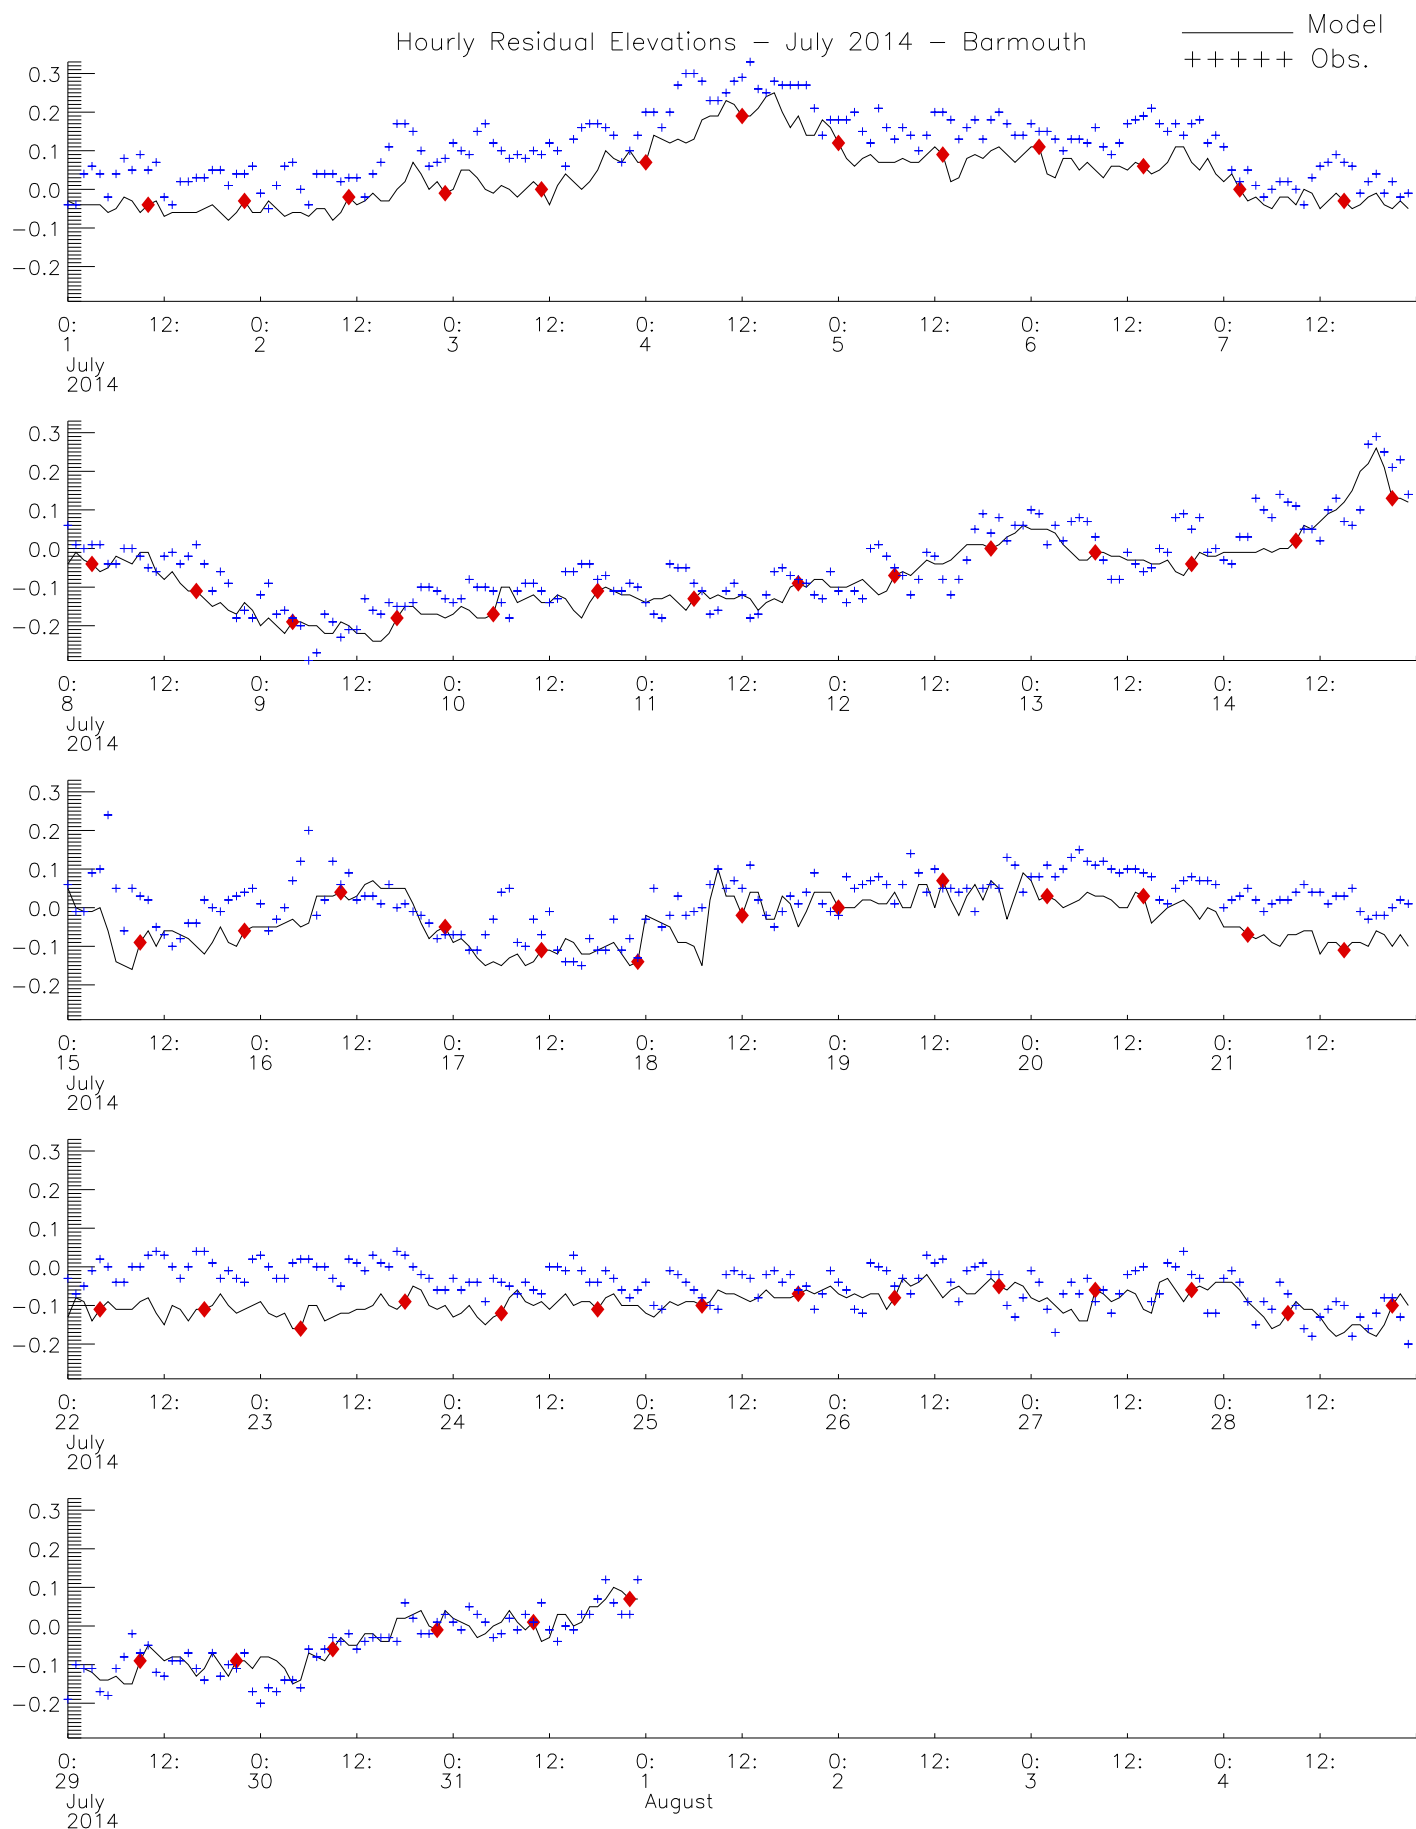 Hourly Residual Elevations − July 2014 − Barmouth
Model
+++++ Obs.
0.3
0.2
0.1
0.0
−0.1
−0.2
0: 12: 0: 12: 0: 12: 0: 12: 0: 12: 0: 12: 0: 12:
1 2 3 4 5 6 7
July
2014
0.3
0.2
0.1
0.0
−0.1
−0.2
0: 12: 0: 12: 0: 12: 0: 12: 0: 12: 0: 12: 0: 12:
8 9 10 11 12 13 14
July
2014
0.3
0.2
0.1
0.0
−0.1
−0.2
0: 12: 0: 12: 0: 12: 0: 12: 0: 12: 0: 12: 0: 12:
15 16 17 18 19 20 21
July
2014
0.3
0.2
0.1
0.0
−0.1
−0.2
0: 12: 0: 12: 0: 12: 0: 12: 0: 12: 0: 12: 0: 12:
22 23 24 25 26 27 28
July
2014
0.3
0.2
0.1
0.0
−0.1
−0.2
0: 12: 0: 12: 0: 12: 0: 12: 0: 12: 0: 12: 0: 12:
29 30 31 1 2 3 4
July August
2014